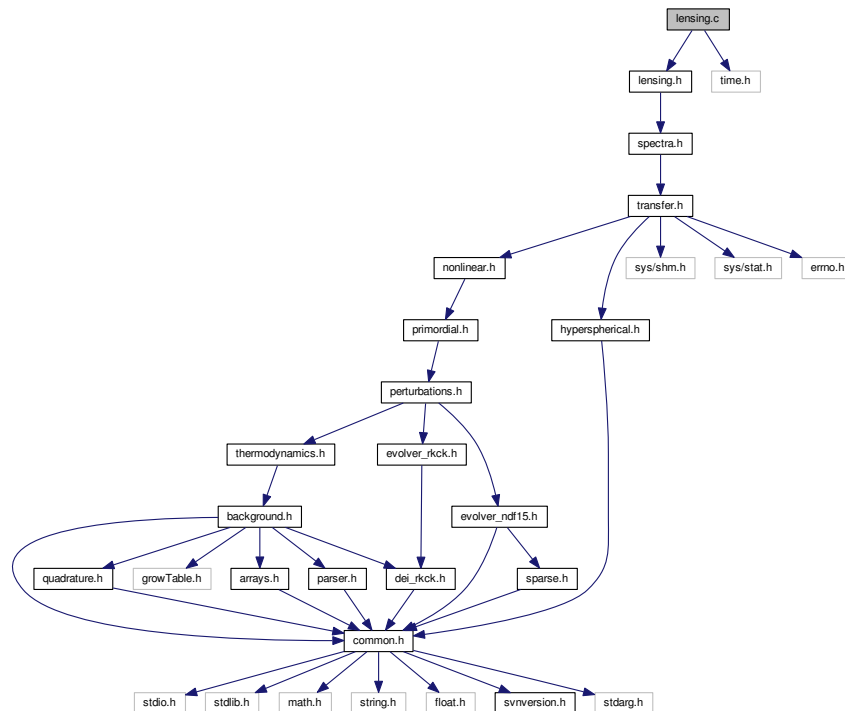 lensing.c
lensing.h
time.h
spectra.h
transfer.h
nonlinear.h
sys/shm.h
sys/stat.h
errno.h
primordial.h
hyperspherical.h
perturbations.h
thermodynamics.h
evolver_rkck.h
background.h
evolver_ndf15.h
quadrature.h
growTable.h
arrays.h
parser.h
dei_rkck.h
sparse.h
common.h
stdio.h
stdlib.h
math.h
string.h
float.h
svnversion.h
stdarg.h